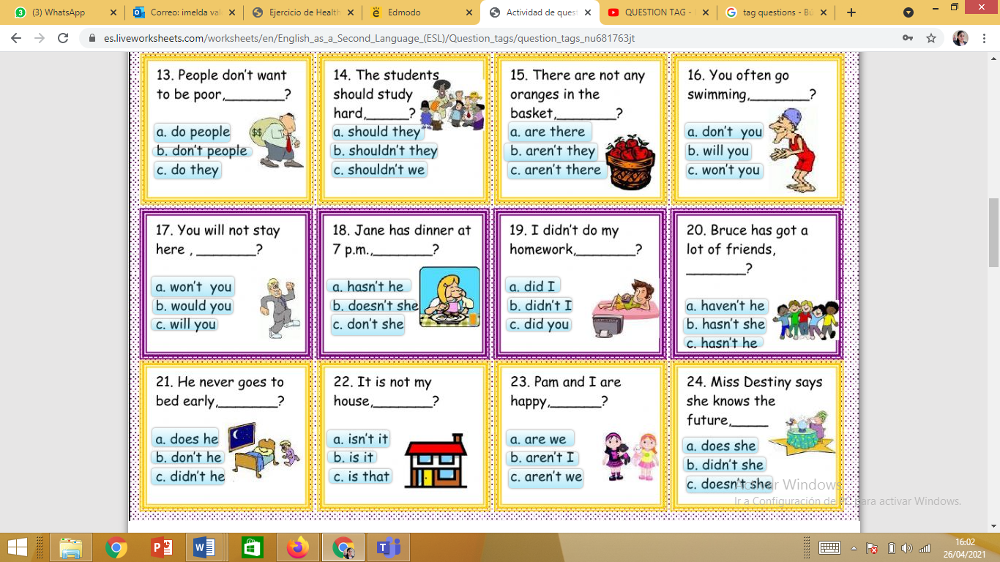 (3) WhatsApp
Correo: imelda val
Ejercicio de Health
Edmodo
Actividad de quest
QUESTION TAG -
tag questions - Bú
es.liveworksheets.com/worksheets/en/English_as_a_Second_Language_(ESL)/Question_tags/question_tags_nu681763jt
13. People don't want
to be poor,________?
$$
a. do people
b. don't people
c. do they
14. The students
should study
hard,______?
a. should they
b. shouldn't they
c. shouldn't we
15. There are not any
oranges in the
basket,________?
a. are there
b. aren't they
c. aren't there
16. You often go
swimming,________?
a. don't you
b. will you
c. won't you
17. You will not stay
here , ________?
a. won't you
b. would you
c. will you
18. Jane has dinner at
7 p.m.,________?
a. hasn't he
b. doesn't she
c. don't she
19. I didn't do my
homework,________?
a. did I
b. didn't I
c. did you
20. Bruce has got a
lot of friends,
________?
a. haven't he
b. hasn't she
c. hasn't he
21. He never goes to
bed early,________?
a. does he
b. don't he
c. didn't he
22. It is not my
house,________?
a. isn't it
b. is it
c. is that
23. Pam and I are
happy,_______?
a. are we
b. aren't I
c. aren't we
24. Miss Destiny says
she knows the
future,_____
a. does she
b. didn't she
c. doesn't she
Activar Windows
Ir a Configuración de PC para activar Windows.
16:02
26/04/2021